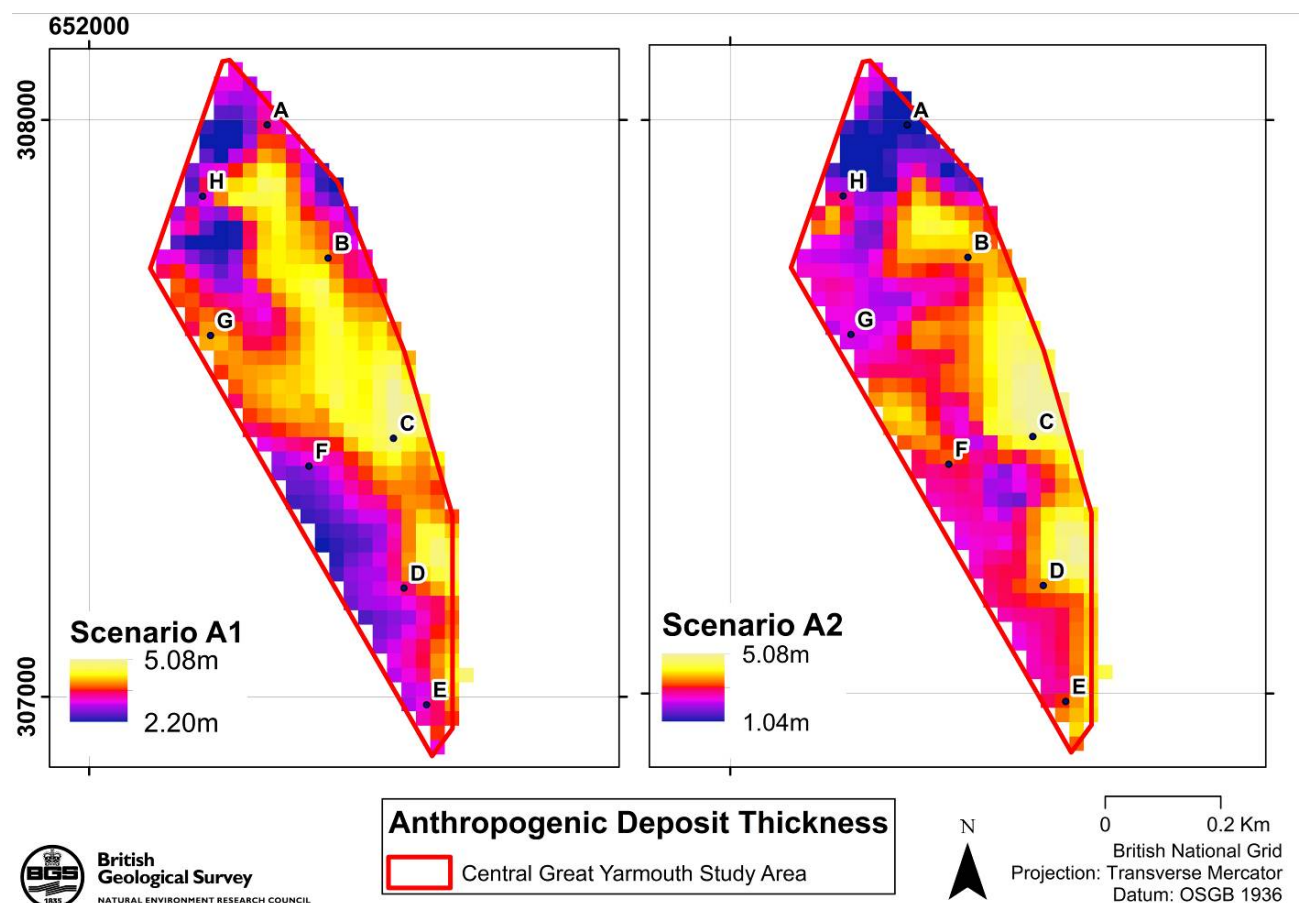 652000
308000
307000
A
H
B
G
C
F
D
E
Scenario A1
5.08m
2.20m
A
H
B
G
C
F
D
E
Scenario A2
5.08m
1.04m
Anthropogenic Deposit Thickness
Central Great Yarmouth Study Area
N
0 0.2 Km
British National Grid
Projection: Transverse Mercator
Datum: OSGB 1936
BGS
1835
British
Geological Survey
NATURAL ENVIRONMENT RESEARCH COUNCIL